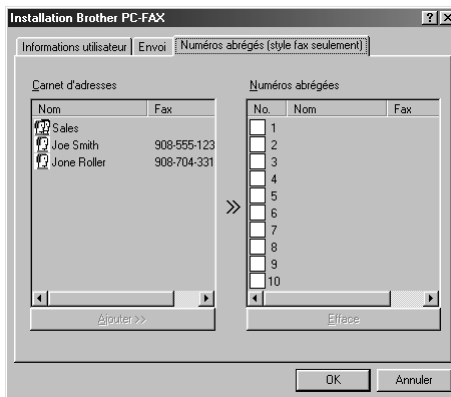 Installation Brother PC-FAX
Informations utilisateur Envoi Numéros abrégés (style fax seulement)
Carnet d'adresses
Nom Fax
Sales
Joe Smith 908-555-123
Jone Roller 908-704-331
Ajouter >>
Numéros abrégées
No. Nom Fax
1
2
3
4
5
6
7
8
9
10
Efface
OK Annuler